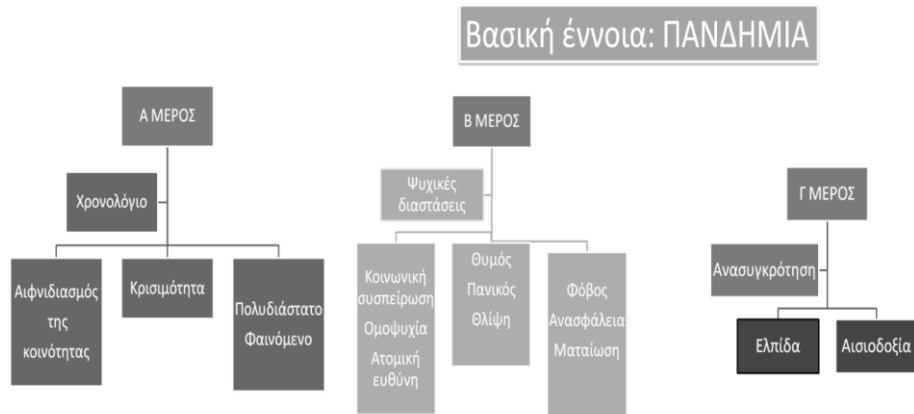 Βασική έννοια: ΠΑΝΔΗΜΙΑ
Α ΜΕΡΟΣ
Χρονολόγιο
Αιφνιδιασμός
της
κοινότητας
Κρισιμότητα
Πολυδιάστατο
Φαινόμενο
Β ΜΕΡΟΣ
Ψυχικές
διαστάσεις
Κοινωνική
συσπείρωση
Ομοψυχία
Ατομική
ευθύνη
Θυμός
Πανικός
Θλίψη
Φόβος
Ανασφάλεια
Ματαίωση
Γ ΜΕΡΟΣ
Ανασυγκρότηση
Ελπίδα
Αισιοδοξία